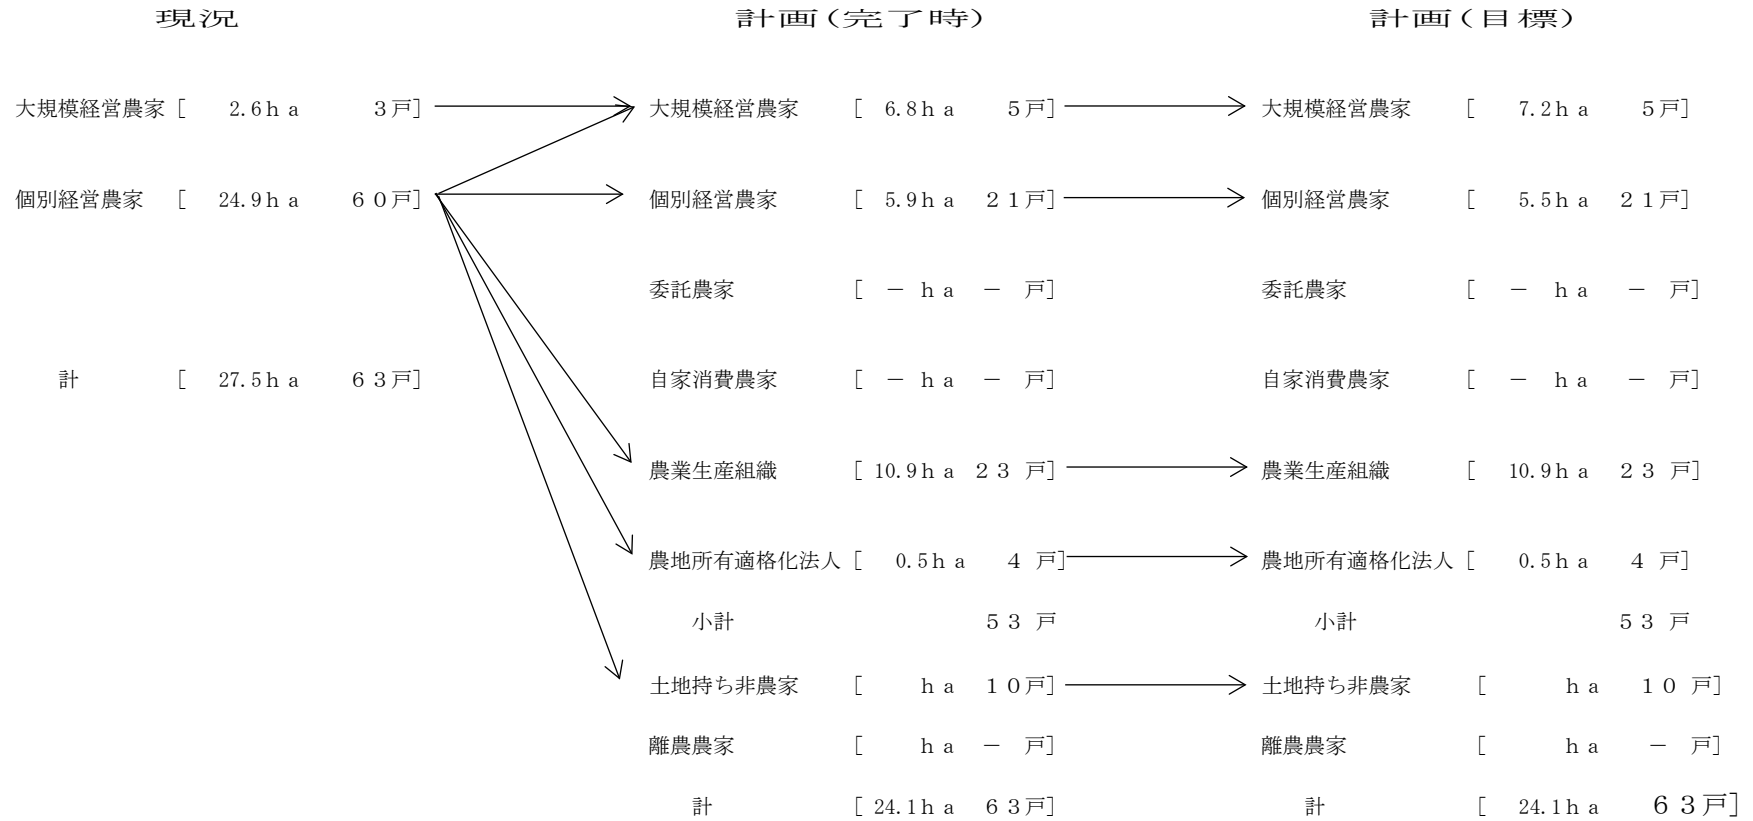 現況　計画(完了時)　計画(目標)
大規模経営農家 [ 2.6ha 3戸]　大規模経営農家 [ 6.8ha 5戸]　大規模経営農家 [ 7.2ha 5戸]
個別経営農家 [ 24.9ha 60戸]　個別経営農家 [ 5.9ha 21戸]　個別経営農家 [ 5.5ha 21戸]
委託農家 [ － ha － 戸]　委託農家 [ － ha － 戸]
計 [ 27.5ha 63戸]　自家消費農家 [ － ha － 戸]　自家消費農家 [ － ha － 戸]
農業生産組織 [ 10.9ha 23 戸]　農業生産組織 [ 10.9ha 23 戸]
農地所有適格化法人 [ 0.5ha 4 戸]　農地所有適格化法人 [ 0.5ha 4 戸]
小計 53 戸　小計 53 戸
土地持ち非農家 [ ha 10戸]　土地持ち非農家 [ ha 10 戸]
離農農家 [ ha － 戸]　離農農家 [ ha － 戸]
計 [ 24.1ha 63戸]　計 [ 24.1ha 63戸]